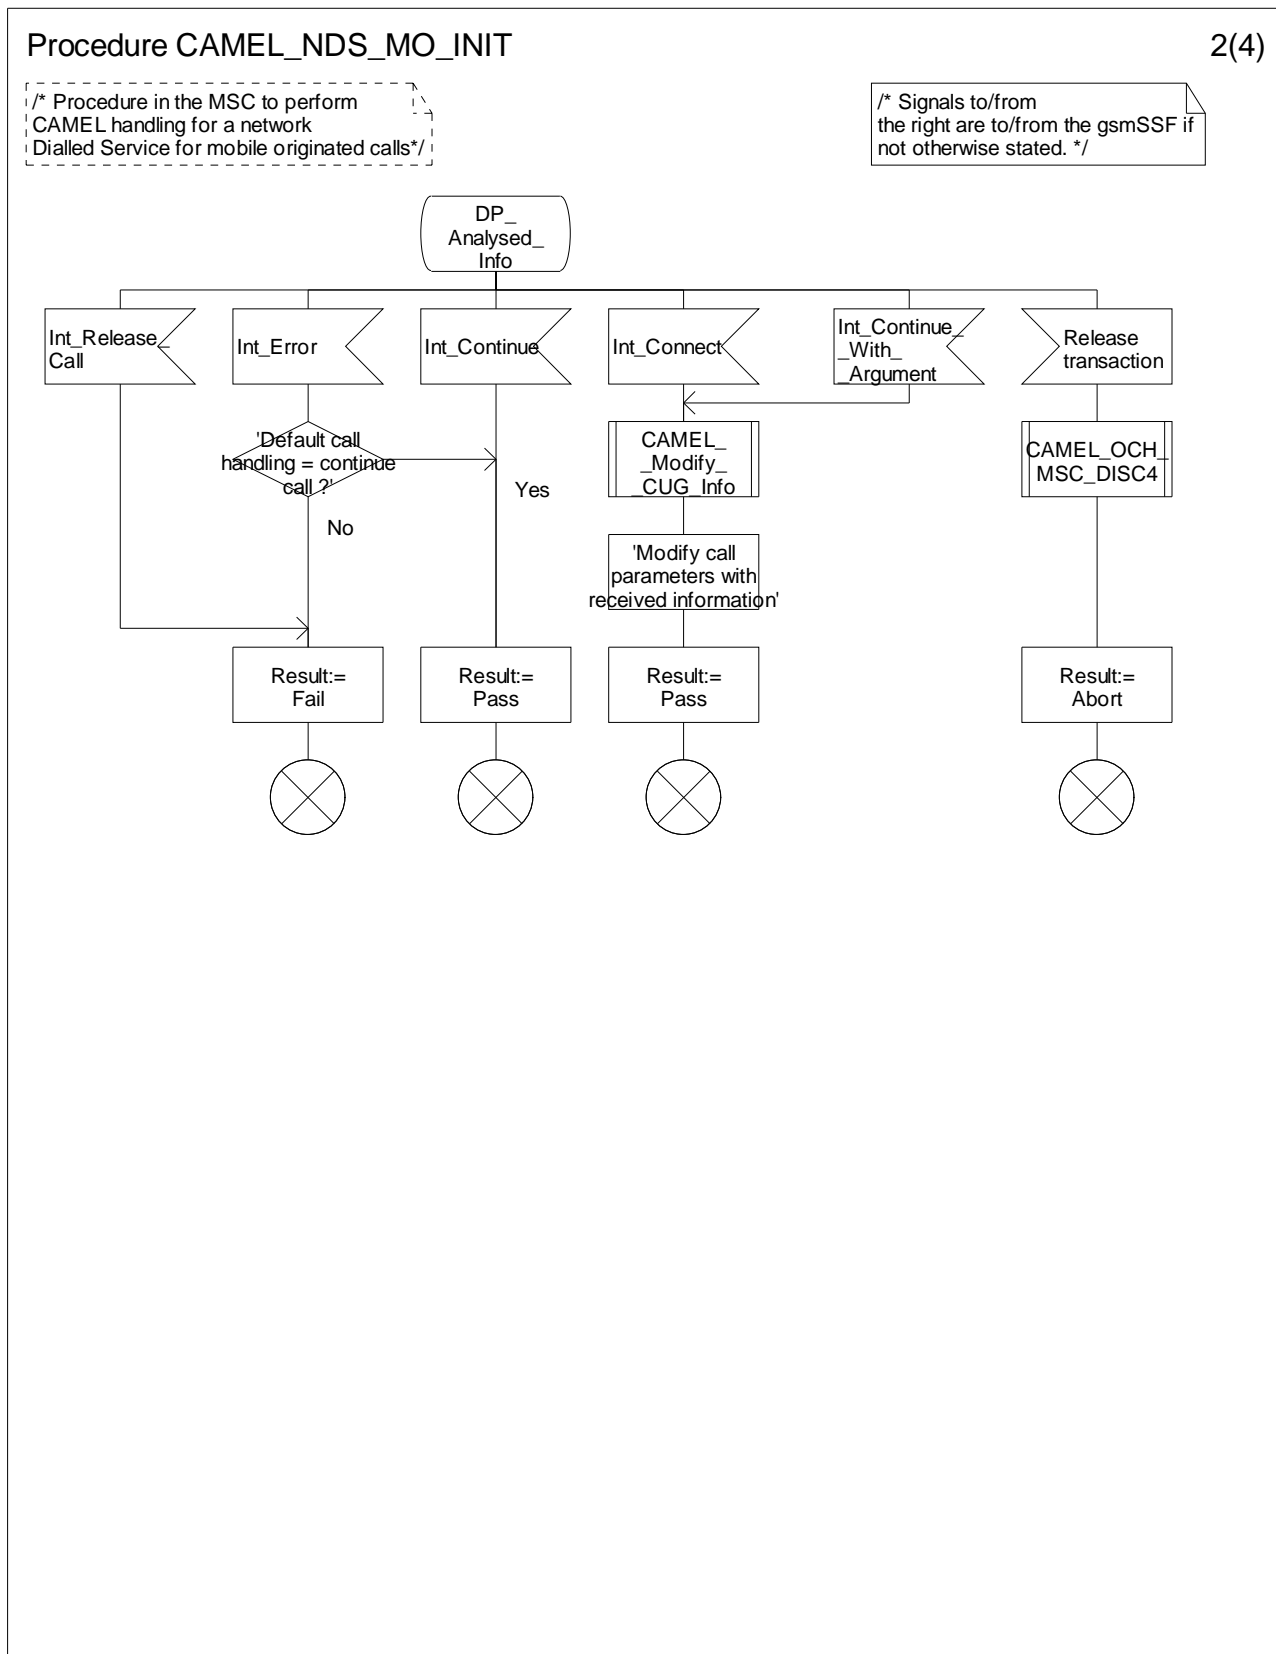 Procedure CAMEL_NDS_MO_INIT
2(4)
/* Procedure in the MSC to perform
CAMEL handling for a network
Dialled Service for mobile originated calls*/
/* Signals to/from
the right are to/from the gsmSSF if
not otherwise stated. */
DP_
Analysed_
Info
Int_Release_
Call
Int_Error
Int_Continue
Int_Connect
Int_Continue_
_With_
_Argument
Release
transaction
'Default call
handling = continue
call ?'
Yes
No
CAMEL_
_Modify_
_CUG_Info
CAMEL_OCH_
MSC_DISC4
'Modify call
parameters with
received information'
Result:=
Fail
Result:=
Pass
Result:=
Pass
Result:=
Abort